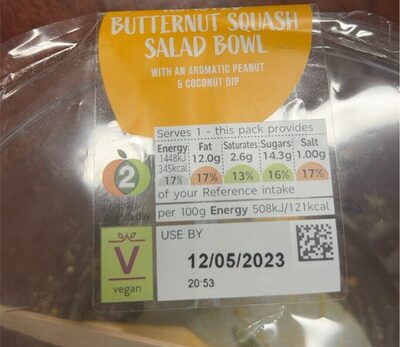 BUTTERNUT SQUASH
SALAD BOWL
WITH AN AROMATIC PEANUT
& COCONUT DIP
Serves 1 - this pack provides
Energy Fat Saturates Sugars Salt
1448kJ 12.0g 2.6g 14.3g 1.00g
345kcal
17% 17% 13% 16% 17%
of your Reference intake
per 100g Energy 508kJ/121kcal
2
a day
V
vegan
USE BY
12/05/2023
20:53